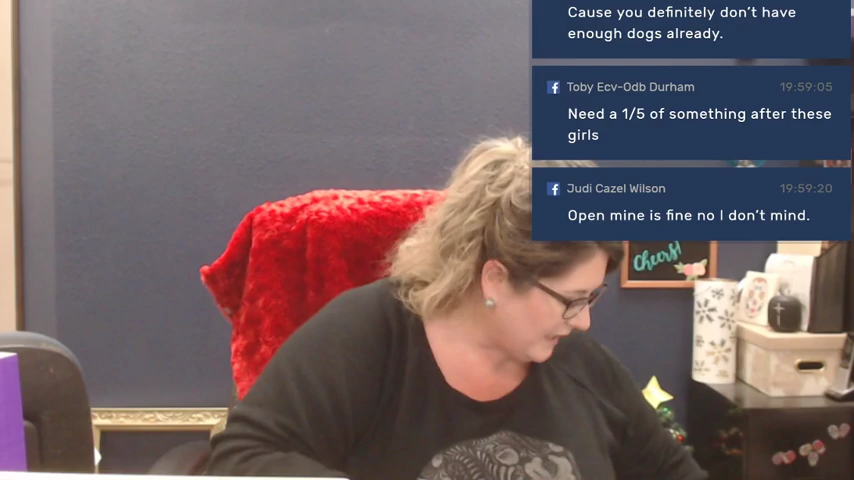 Cause you definitely don't have
enough dogs already.
Toby Ecv-Odb Durham 19:59:05
Need a 1/5 of something after these
girls
Judi Cazel Wilson 19:59:20
Open mine is fine no I don't mind.
Cheers!